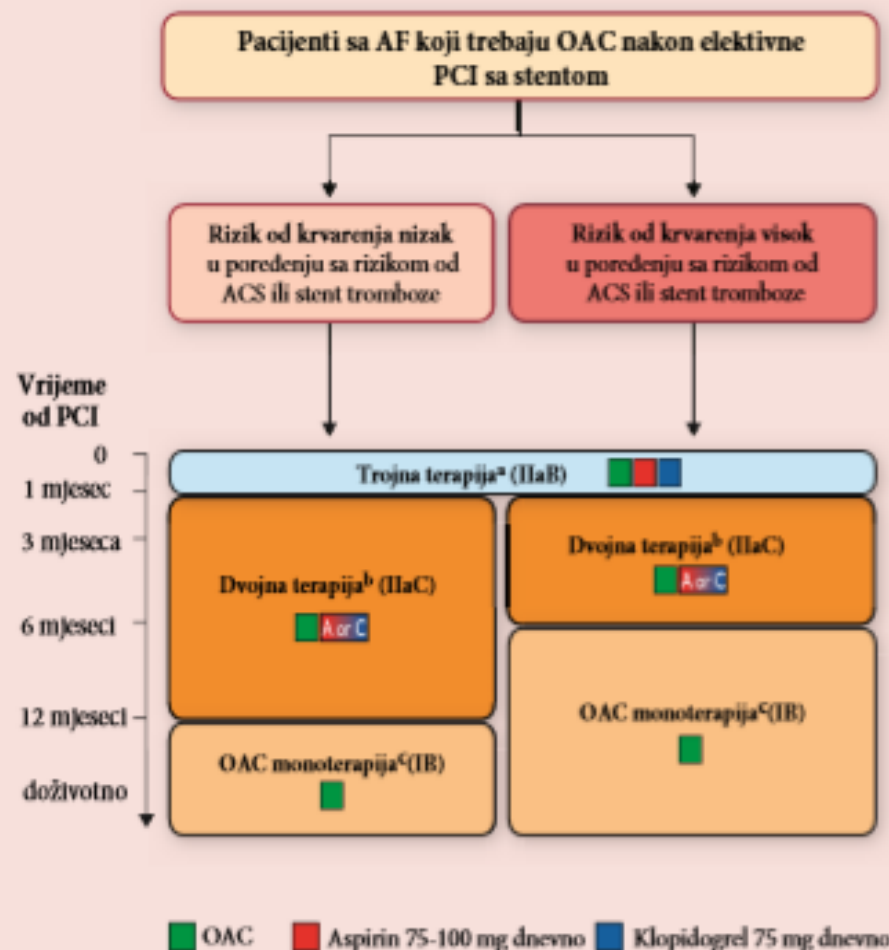 Pacijenti sa AF koji trebaju OAC nakon elektivne
PCI sa stentom
Rizik od krvarenja nizak
u poređenju sa rizikom od
ACS ili stent tromboze
Rizik od krvarenja visok
u poređenju sa rizikom od
ACS ili stent tromboze
Vrijeme
od PCI
0
1 mjesec
3 mjeseca
6 mjeseci
12 mjeseci
doživotno
Trojna terapijaᵃ (IIaB)
Dvojna terapijaᵇ (IIaC)
A or C
Dvojna terapijaᵇ (IIaC)
A or C
OAC monoterapijaᶜ(IB)
OAC monoterapijaᶜ(IB)
OAC Aspirin 75-100 mg dnevno Klopidogrel 75 mg dnevno